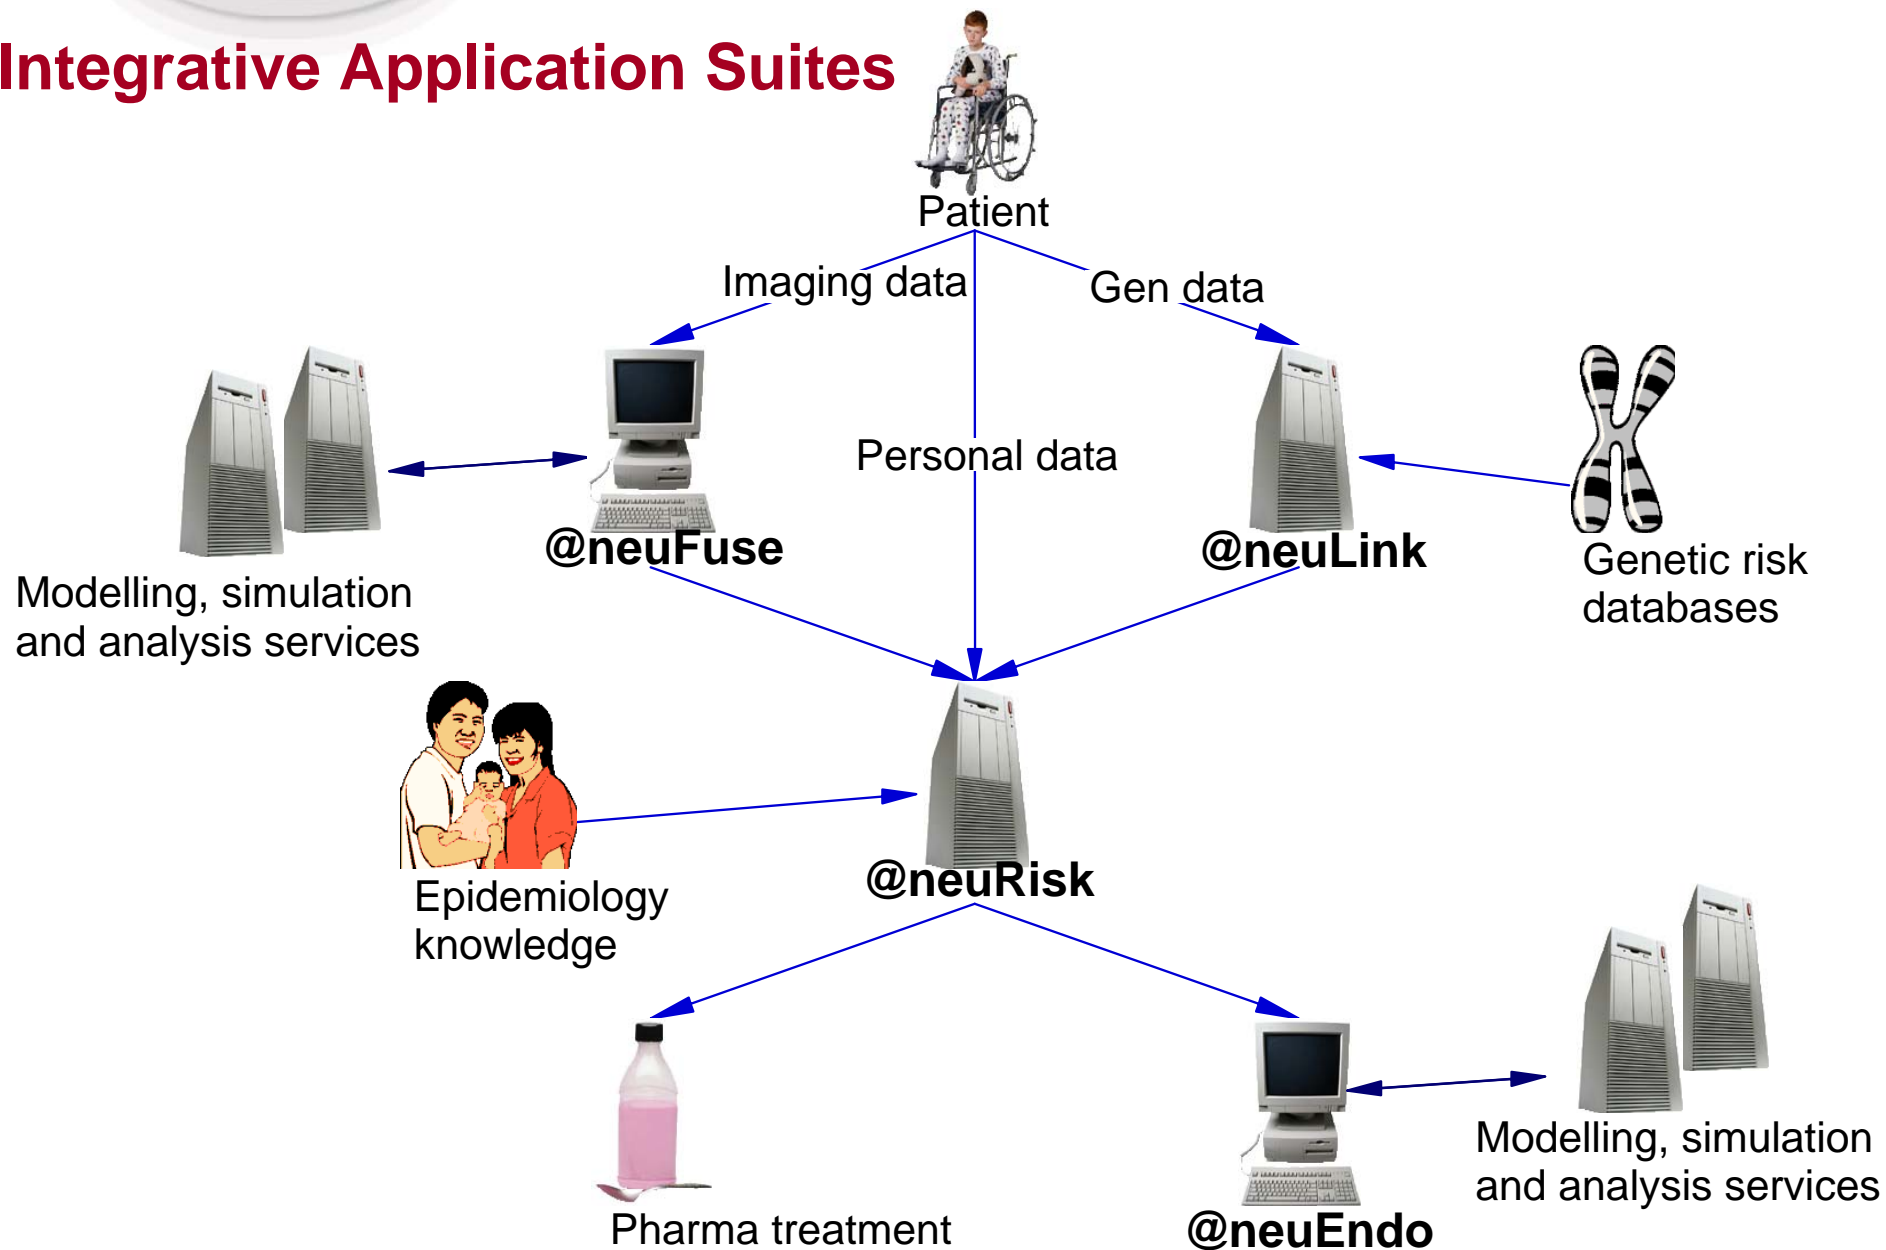 Integrative Application Suites
Patient
Imaging data
Gen data
Personal data
@neuFuse
@neuLink
Modelling, simulation
and analysis services
Genetic risk
databases
Epidemiology
knowledge
@neuRisk
Pharma treatment
@neuEndo
Modelling, simulation
and analysis services